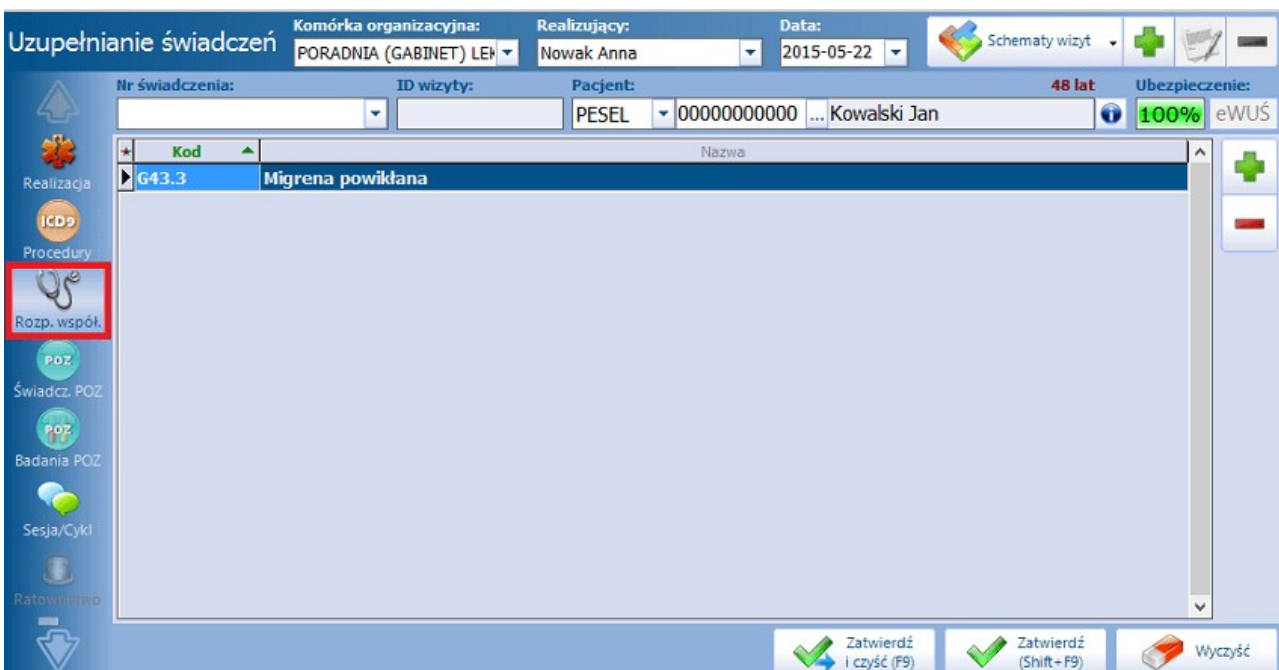 Uzupełnianie świadczeń
Komórka organizacyjna:
PORADNIA (GABINET) LEK
Realizujący:
Nowak Anna
Data:
2015-05-22
Schematy wizyt
Nr świadczenia:
ID wizyty:
Pacjent:
48 lat
Ubezpieczenie:
PESEL
00000000000
...
Kowalski Jan
100%
eWUŚ
Kod
Nazwa
G43.3
Migrena powikłana
Realizacja
ICD9
Procedury
Rozp. współ.
POZ
Świadcz. POZ
POZ
Badania POZ
Sesja/Cykl
Ratownictwo
Zatwierdź
i czyść (F9)
Zatwierdź
(Shift+F9)
Wyczyść